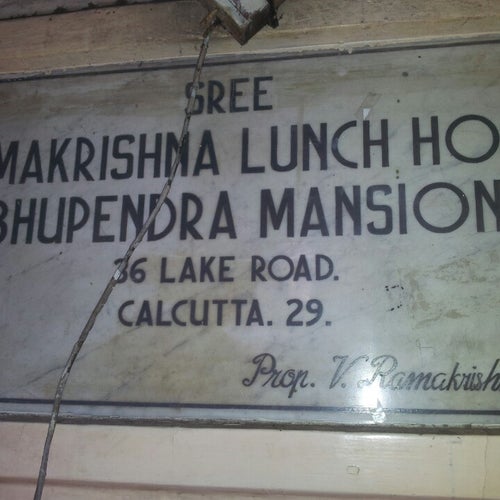 SREE
MAKRISHNA LUNCH HO
BHUPENDRA MANSION
36 LAKE ROAD.
CALCUTTA. 29.
Prop. V. Ramakrish